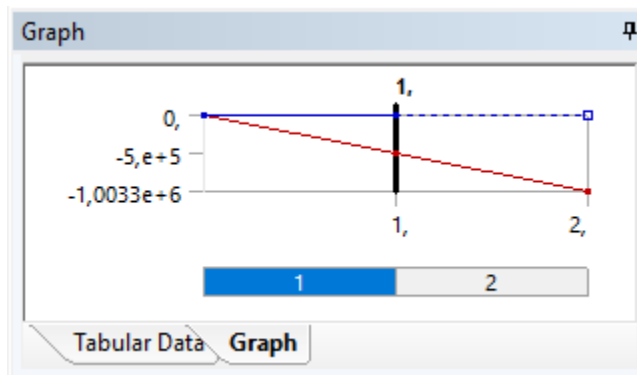 Graph
1,
0,
-5,e+5
-1,0033e+6
1,
2,
1
2
Tabular Data
Graph